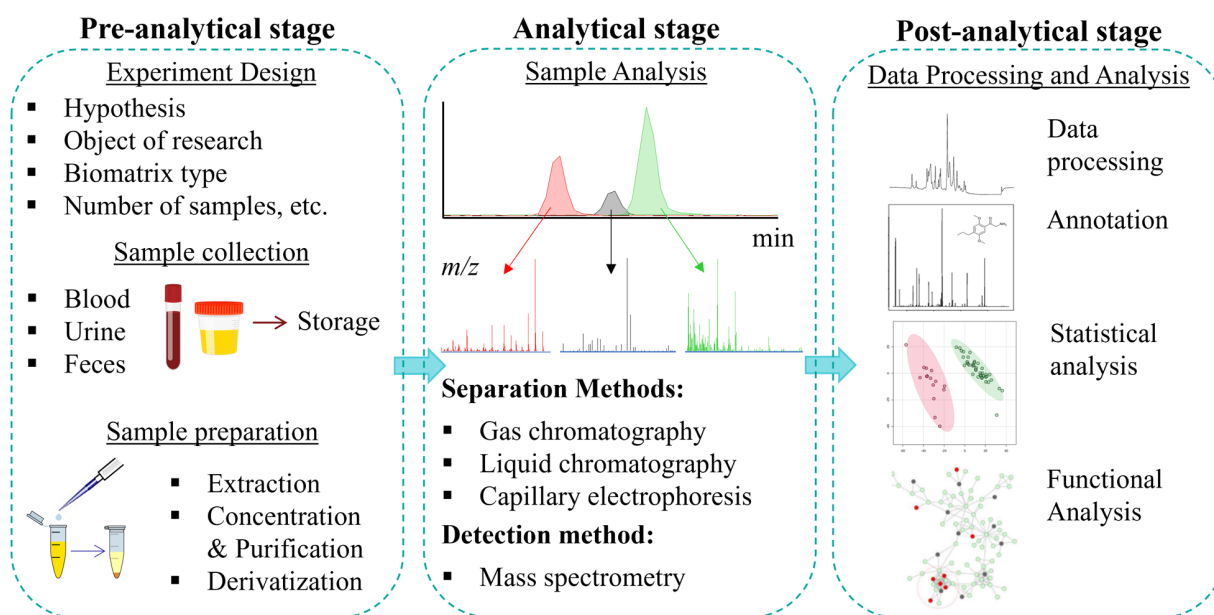 Pre-analytical stage
Experiment Design
▪ Hypothesis
▪ Object of research
▪ Biomatrix type
▪ Number of samples, etc.
Sample collection
▪ Blood
▪ Urine
▪ Feces
Storage
Sample preparation
▪ Extraction
▪ Concentration
& Purification
▪ Derivatization
Analytical stage
Sample Analysis
min
m/z
Separation Methods:
▪ Gas chromatography
▪ Liquid chromatography
▪ Capillary electrophoresis
Detection method:
▪ Mass spectrometry
Post-analytical stage
Data Processing and Analysis
Data
processing
Annotation
Statistical
analysis
Functional
Analysis